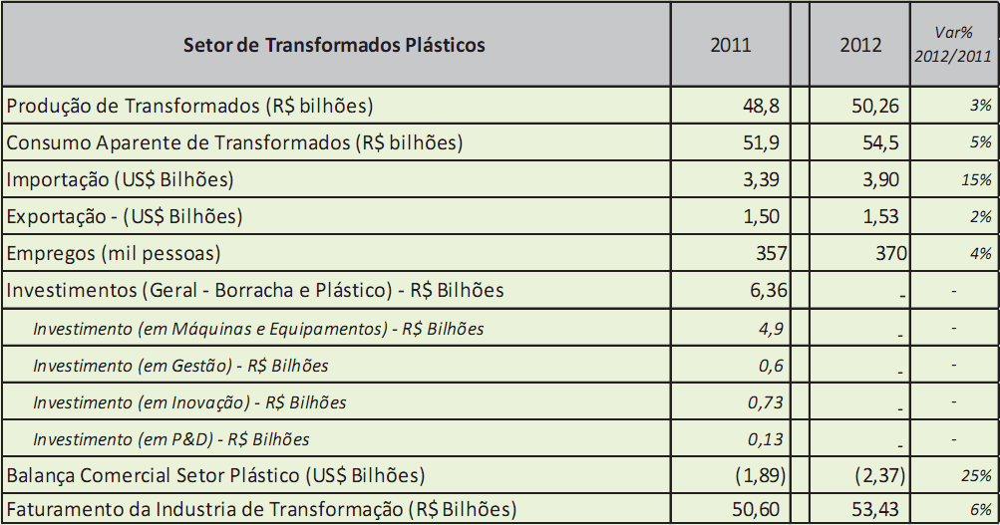 Setor de Transformados Plásticos 2011 2012 Var% 2012/2011
Produção de Transformados (R$ bilhões) 48,8 50,26 3%
Consumo Aparente de Transformados (R$ bilhões) 51,9 54,5 5%
Importação (US$ Bilhões) 3,39 3,90 15%
Exportação - (US$ Bilhões) 1,50 1,53 2%
Empregos (mil pessoas) 357 370 4%
Investimentos (Geral - Borracha e Plástico) - R$ Bilhões 6,36 - -
Investimento (em Máquinas e Equipamentos) - R$ Bilhões 4,9 - -
Investimento (em Gestão) - R$ Bilhões 0,6 - -
Investimento (em Inovação) - R$ Bilhões 0,73 - -
Investimento (em P&D) - R$ Bilhões 0,13 - -
Balança Comercial Setor Plástico (US$ Bilhões) (1,89) (2,37) 25%
Faturamento da Industria de Transformação (R$ Bilhões) 50,60 53,43 6%